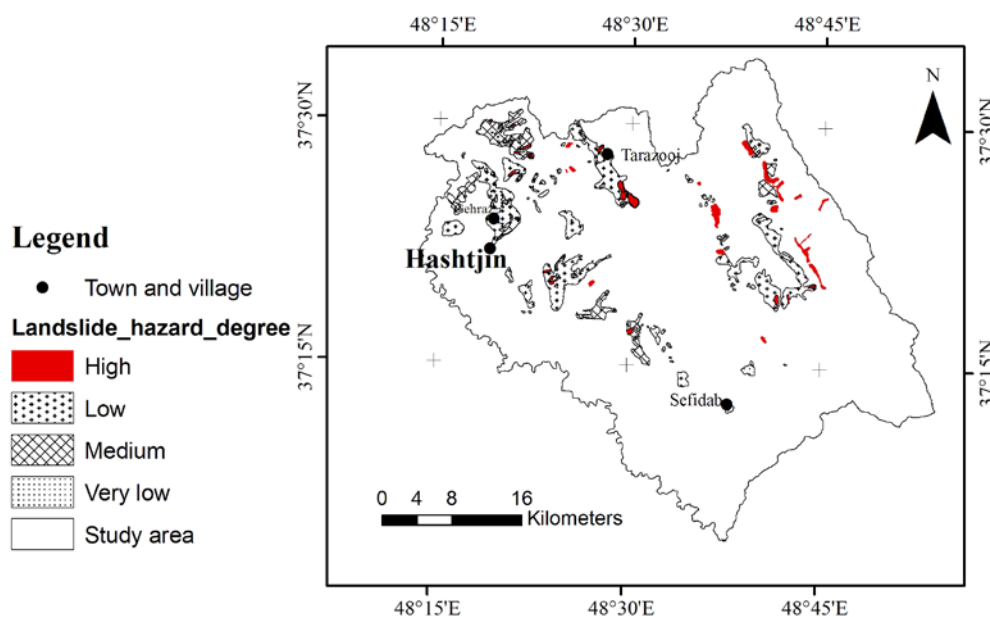 48°15'E
48°30'E
48°45'E
37°30'N
37°30'N
N
Tarazooj
Hashtjin
37°15'N
37°15'N
Sefidab
0 4 8 16
Kilometers
48°15'E
48°30'E
48°45'E
Legend
Town and village
Landslide_hazard_degree
High
Low
Medium
Very low
Study area